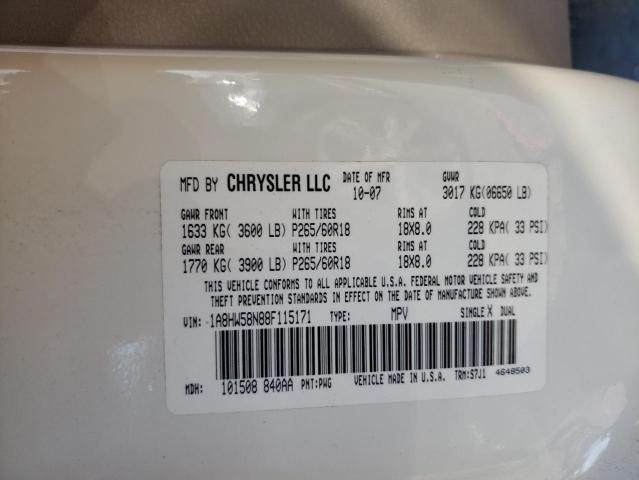 MFD BY CHRYSLER LLC DATE OF MFR 10-07 GVWR 3017 KG(06650 LB)
GAWR FRONT WITH TIRES RIMS AT COLD
1633 KG( 3600 LB) P265/60R18 18X8.0 228 KPA( 33 PSI)
GAWR REAR WITH TIRES RIMS AT COLD
1770 KG( 3900 LB) P265/60R18 18X8.0 228 KPA( 33 PSI)
THIS VEHICLE CONFORMS TO ALL APPLICABLE U.S.A. FEDERAL MOTOR VEHICLE SAFETY AND
THEFT PREVENTION STANDARDS IN EFFECT ON THE DATE OF MANUFACTURE SHOWN ABOVE.
VIN: 1A8HW58N88F115171 TYPE: MPV SINGLE X DUAL
MDH: 101508 840AA PNT:PWG VEHICLE MADE IN U.S.A. TRM:S7J1 4648503